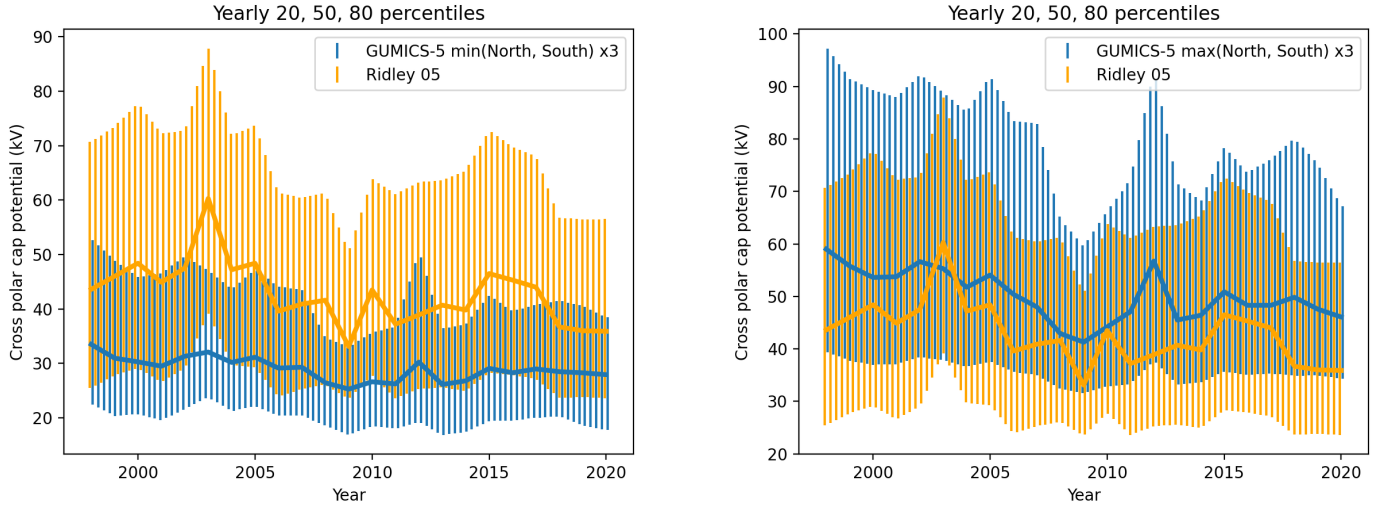 Yearly 20, 50, 80 percentiles
GUMICS-5 min(North, South) x3
Ridley 05
Cross polar cap potential (kV)
90
80
70
60
50
40
30
20
2000
2005
2010
2015
2020
Year
Yearly 20, 50, 80 percentiles
GUMICS-5 max(North, South) x3
Ridley 05
Cross polar cap potential (kV)
100
90
80
70
60
50
40
30
20
2000
2005
2010
2015
2020
Year